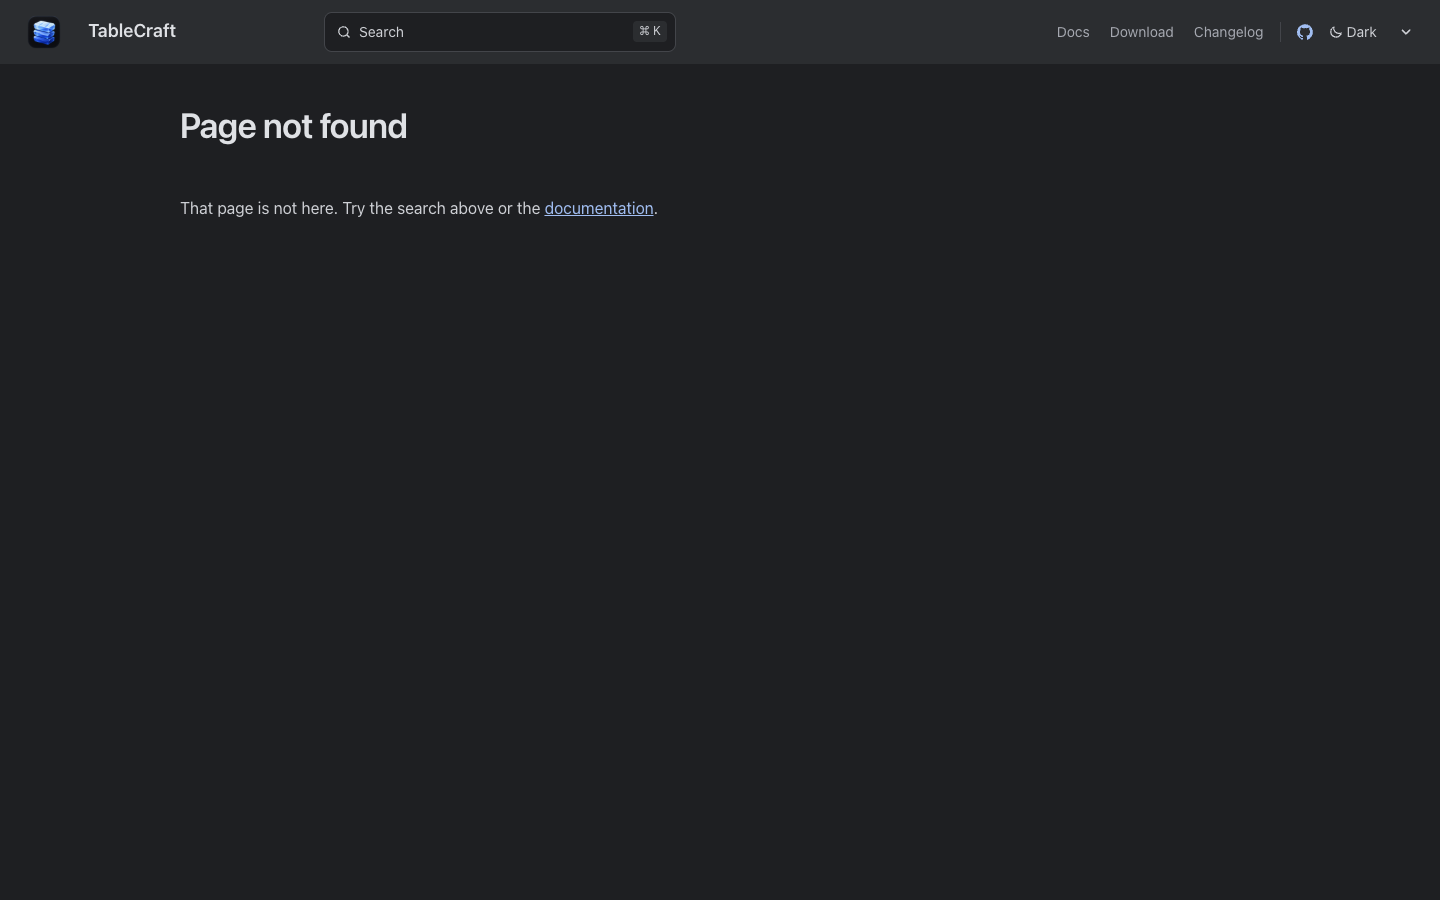 TableCraft
Search
⌘ K
Docs
Download
Changelog
Dark
Page not found
That page is not here. Try the search above or the documentation.